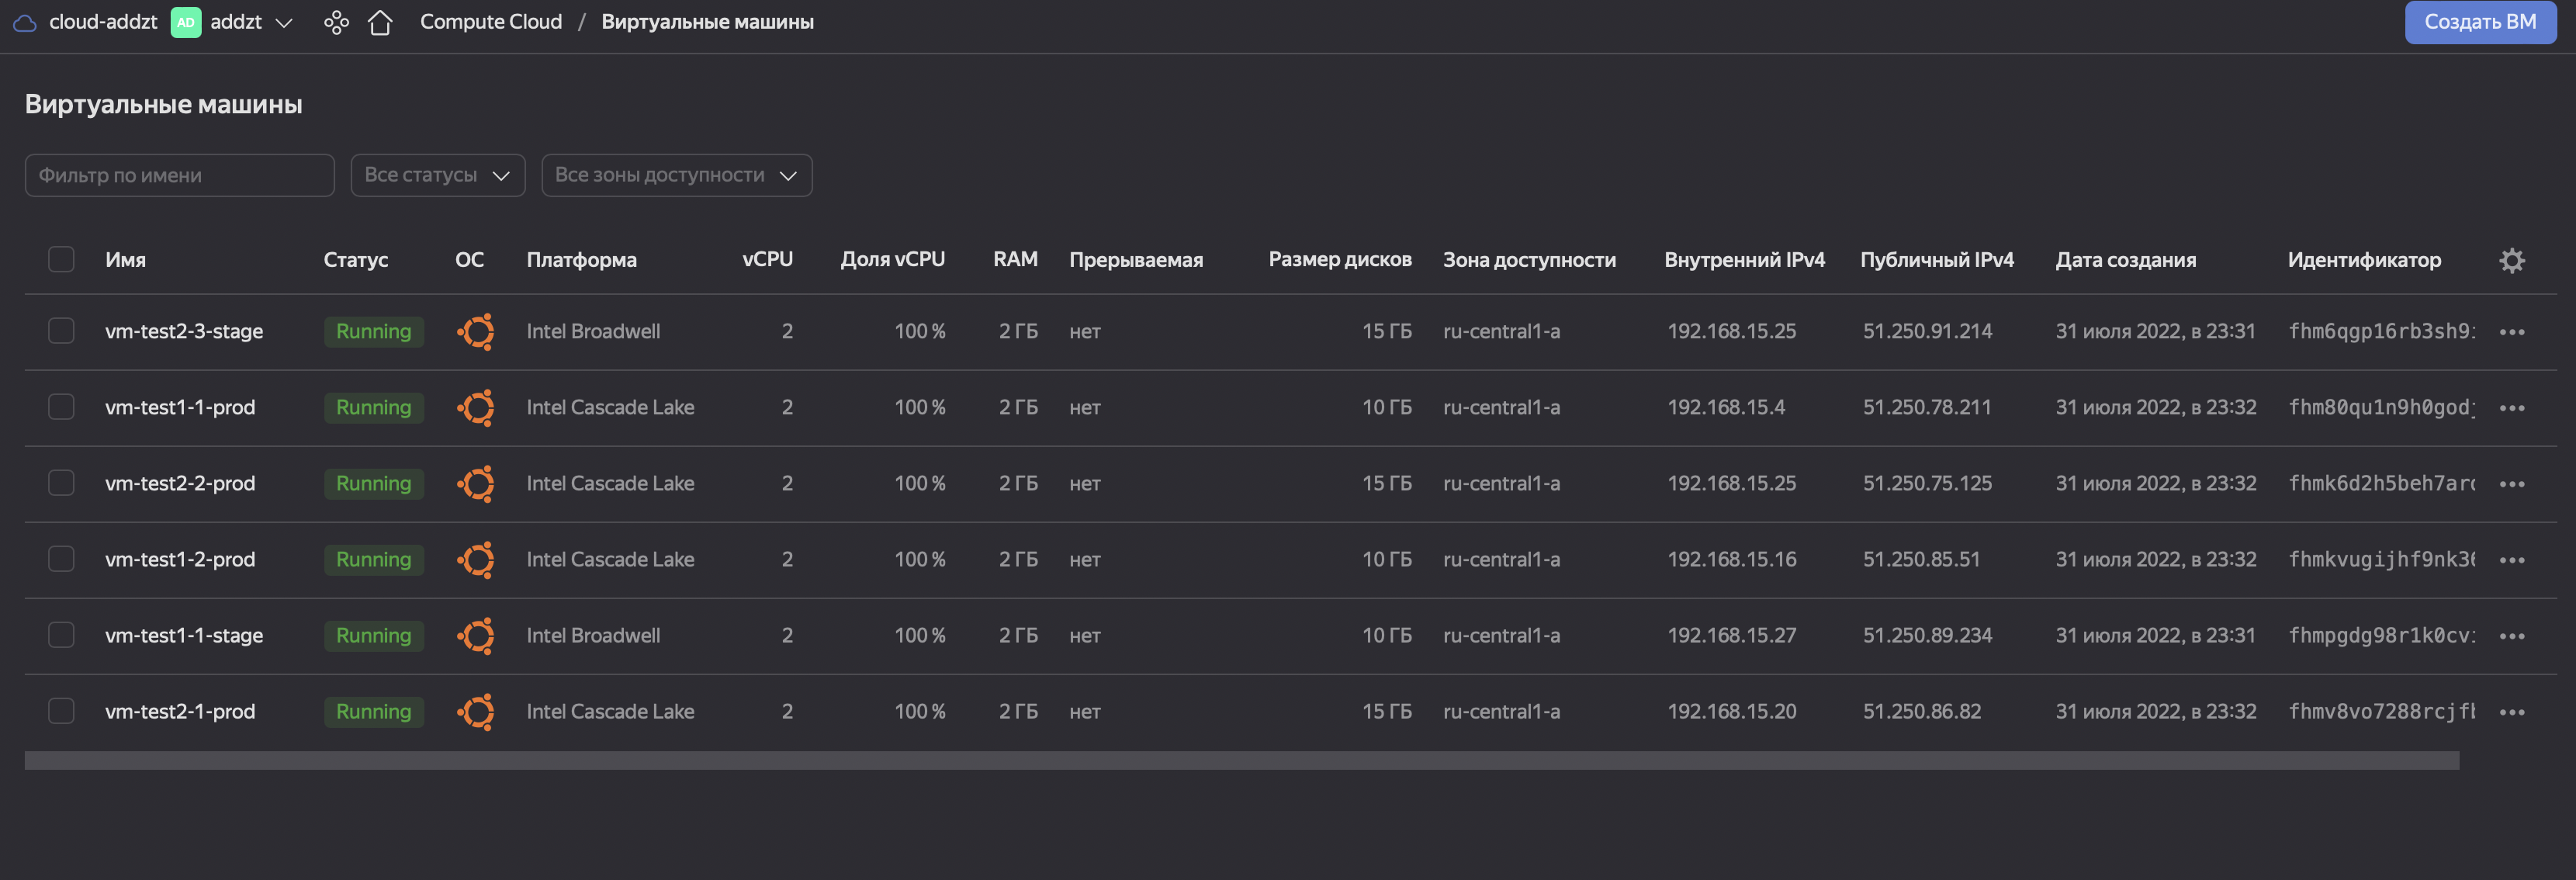 cloud-addzt AD addzt Compute Cloud / Виртуальные машины Создать ВМ
Виртуальные машины
Фильтр по имени Все статусы Все зоны доступности
Имя Статус ОС Платформа vCPU Доля vCPU RAM Прерываемая Размер дисков Зона доступности Внутренний IPv4 Публичный IPv4 Дата создания Идентификатор
vm-test2-3-stage Running Intel Broadwell 2 100 % 2 ГБ нет 15 ГБ ru-central1-a 192.168.15.25 51.250.91.214 31 июля 2022, в 23:31 fhm6qgp16rb3sh9
vm-test1-1-prod Running Intel Cascade Lake 2 100 % 2 ГБ нет 10 ГБ ru-central1-a 192.168.15.4 51.250.78.211 31 июля 2022, в 23:32 fhm80qu1n9h0god
vm-test2-2-prod Running Intel Cascade Lake 2 100 % 2 ГБ нет 15 ГБ ru-central1-a 192.168.15.25 51.250.75.125 31 июля 2022, в 23:32 fhmk6d2h5beh7ar
vm-test1-2-prod Running Intel Cascade Lake 2 100 % 2 ГБ нет 10 ГБ ru-central1-a 192.168.15.16 51.250.85.51 31 июля 2022, в 23:32 fhmkvugijhf9nk3
vm-test1-1-stage Running Intel Broadwell 2 100 % 2 ГБ нет 10 ГБ ru-central1-a 192.168.15.27 51.250.89.234 31 июля 2022, в 23:31 fhmpgdg98r1k0cv
vm-test2-1-prod Running Intel Cascade Lake 2 100 % 2 ГБ нет 15 ГБ ru-central1-a 192.168.15.20 51.250.86.82 31 июля 2022, в 23:32 fhmv8vo7288rcjf